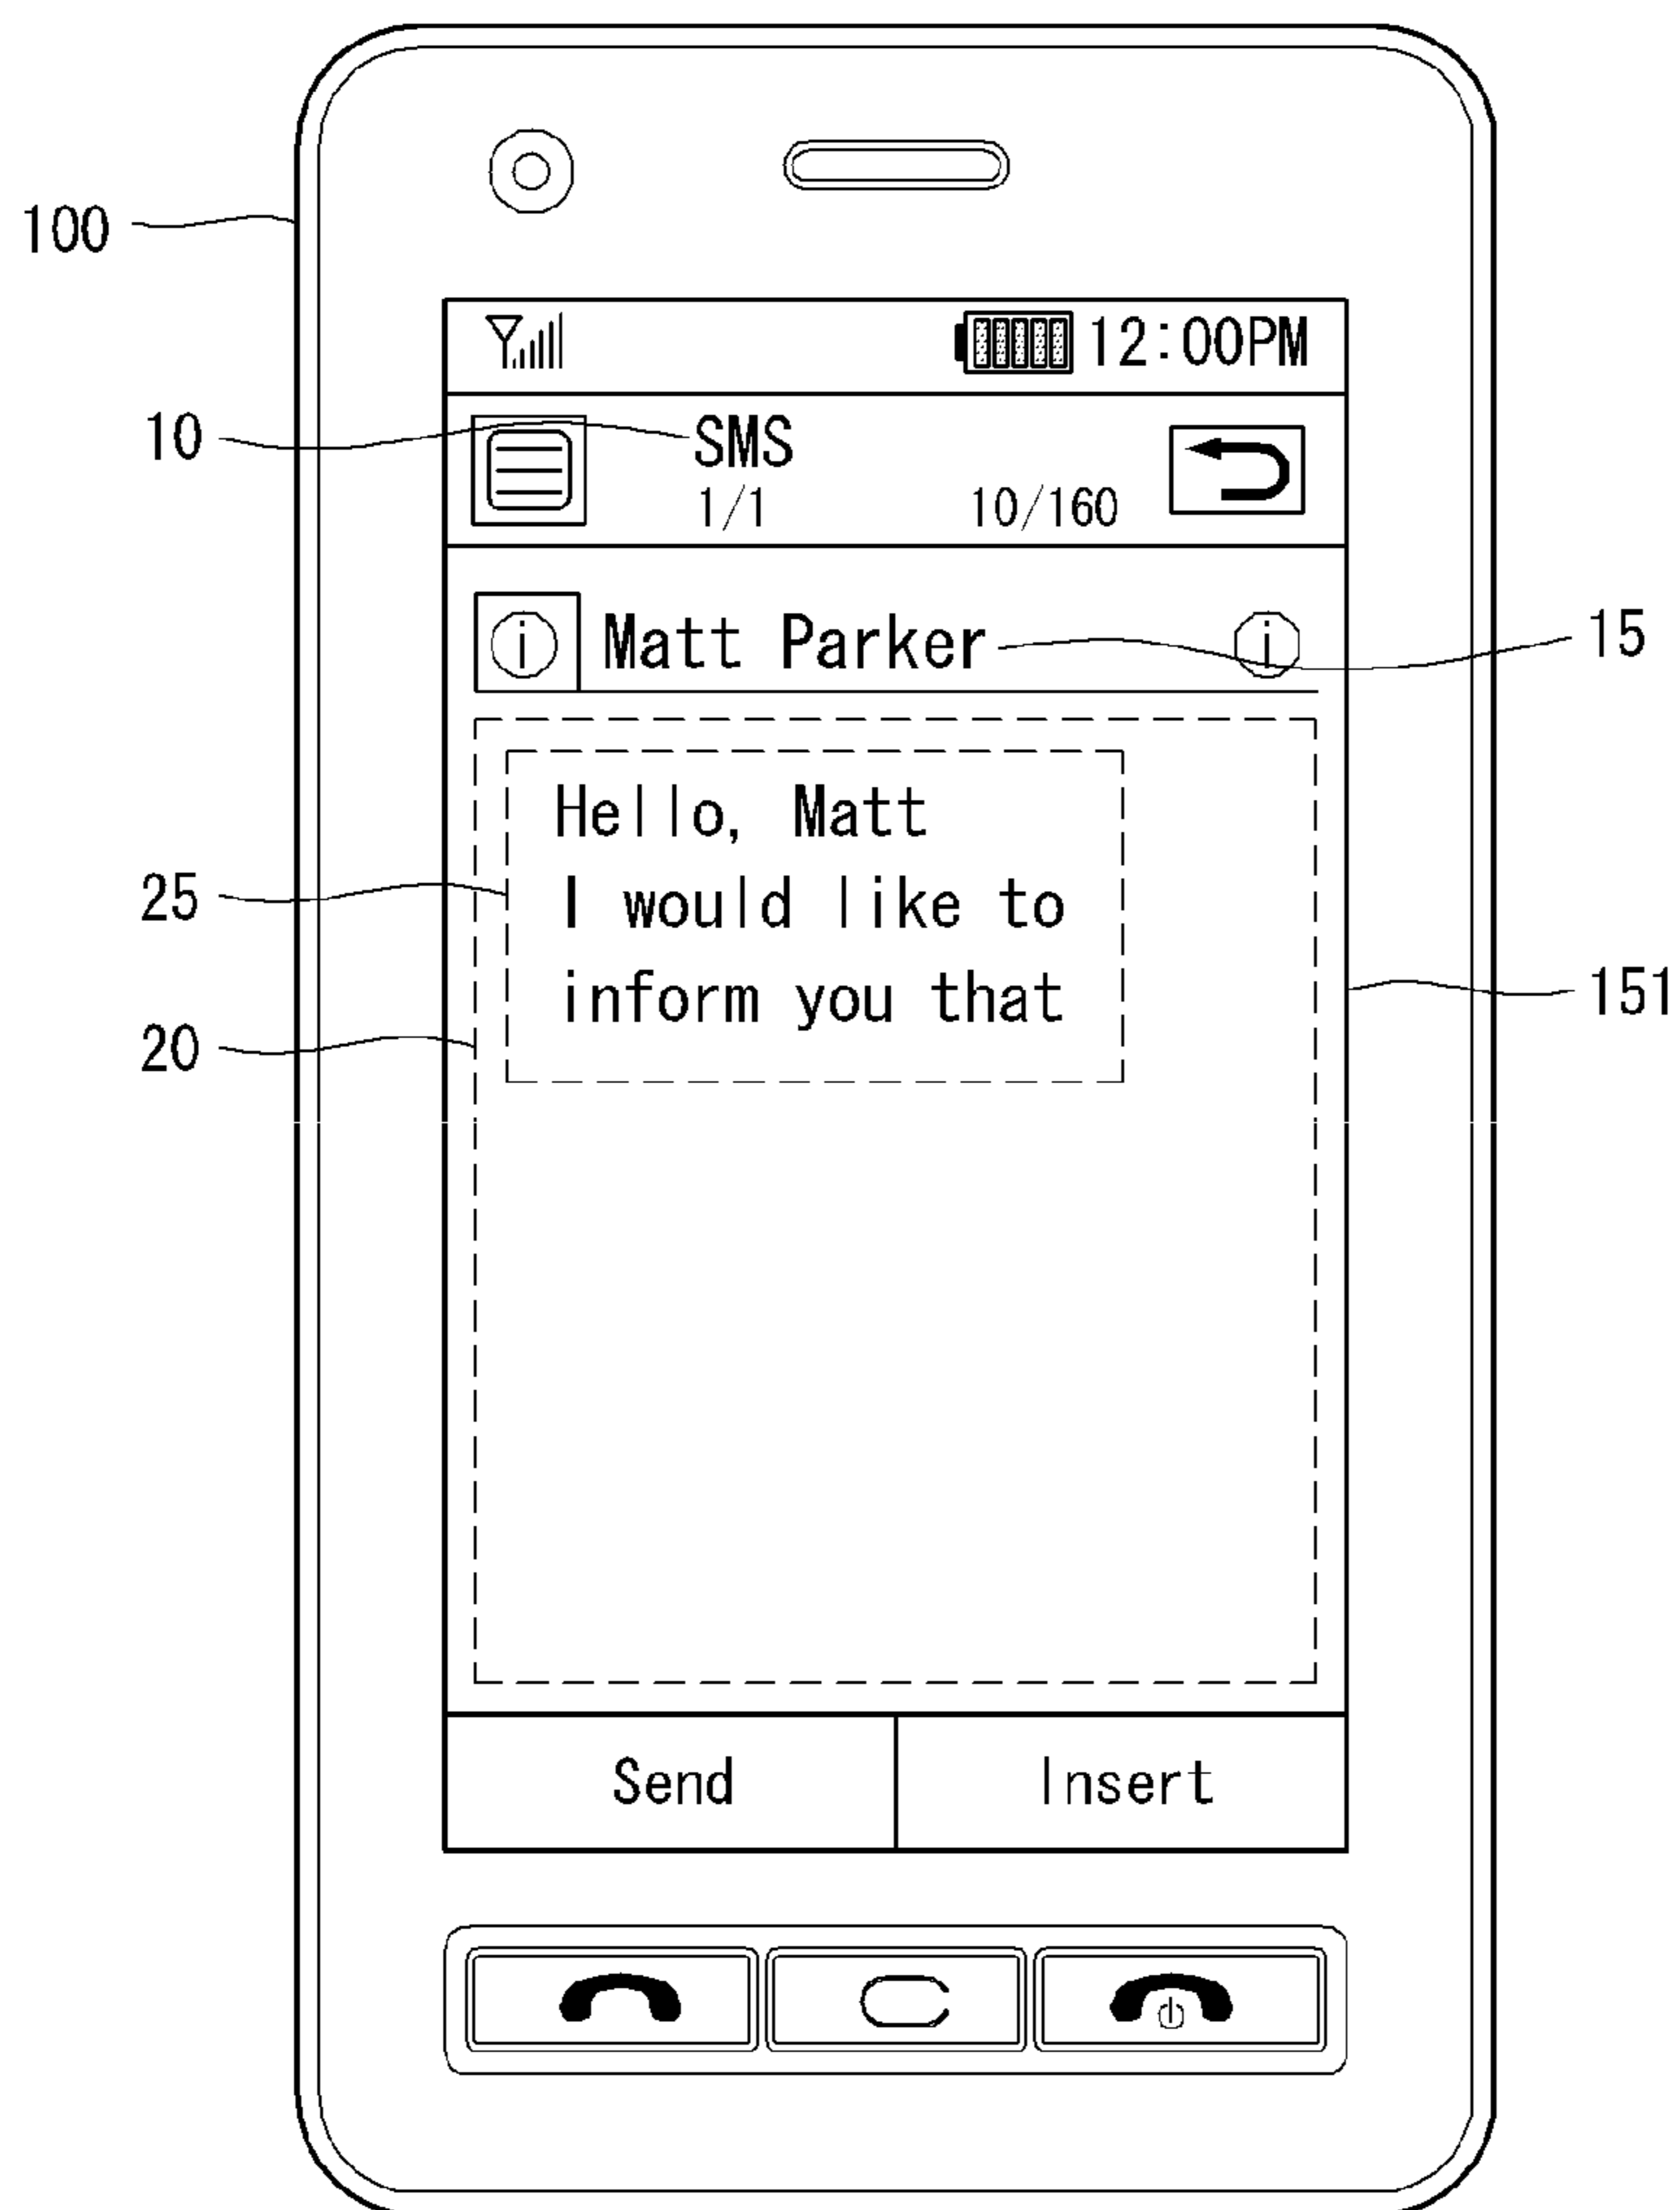 100
12:00PM
10
SMS
1/1 10/160
i Matt Parker i
15
Hello, Matt
25
I would like to
inform you that
151
20
Send Insert